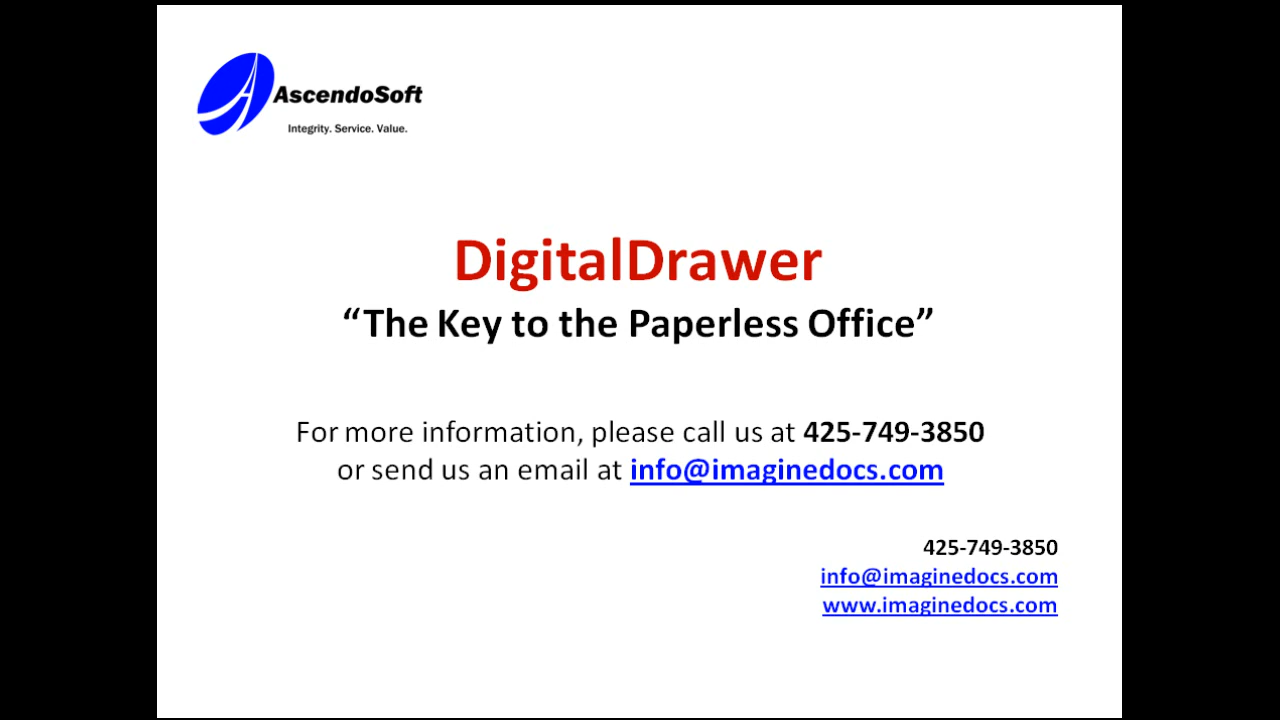 AscendoSoft
Integrity. Service. Value.
DigitalDrawer
“The Key to the Paperless Office”
For more information, please call us at 425-749-3850
or send us an email at info@imaginedocs.com
425-749-3850
info@imaginedocs.com
www.imaginedocs.com